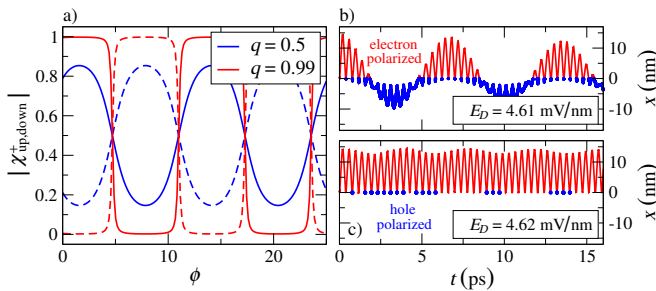 a)
1
0.8
0.6
0.4
0.2
0
|χ⁺up,down|
q = 0.5
q = 0.99
0
10
20
ϕ
b)
electron
polarized
E_D = 4.61 mV/nm
10
0
-10
x (nm)
hole
polarized
c)
E_D = 4.62 mV/nm
10
0
-10
x (nm)
0
5
10
15
t (ps)